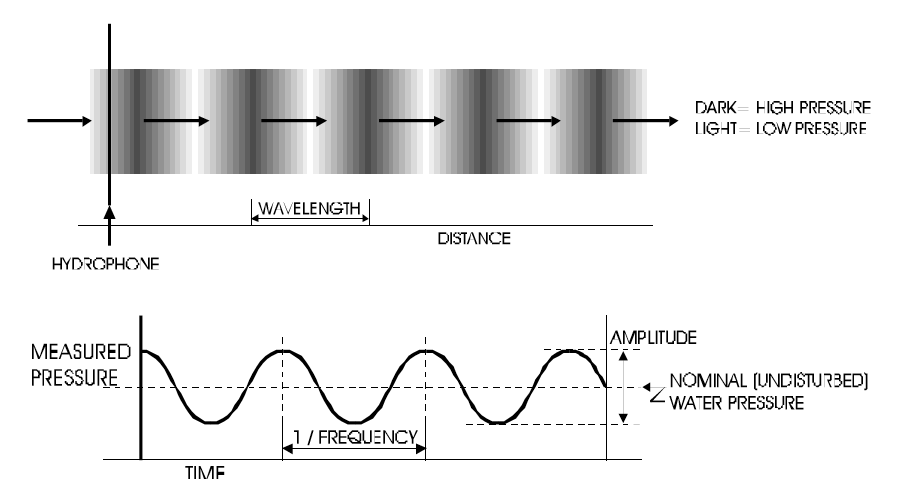 DARK= HIGH PRESSURE
LIGHT= LOW PRESSURE
WAVELENGTH
DISTANCE
HYDROPHONE
AMPLITUDE
MEASURED
PRESSURE
NOMINAL (UNDISTURBED)
WATER PRESSURE
1 / FREQUENCY
TIME